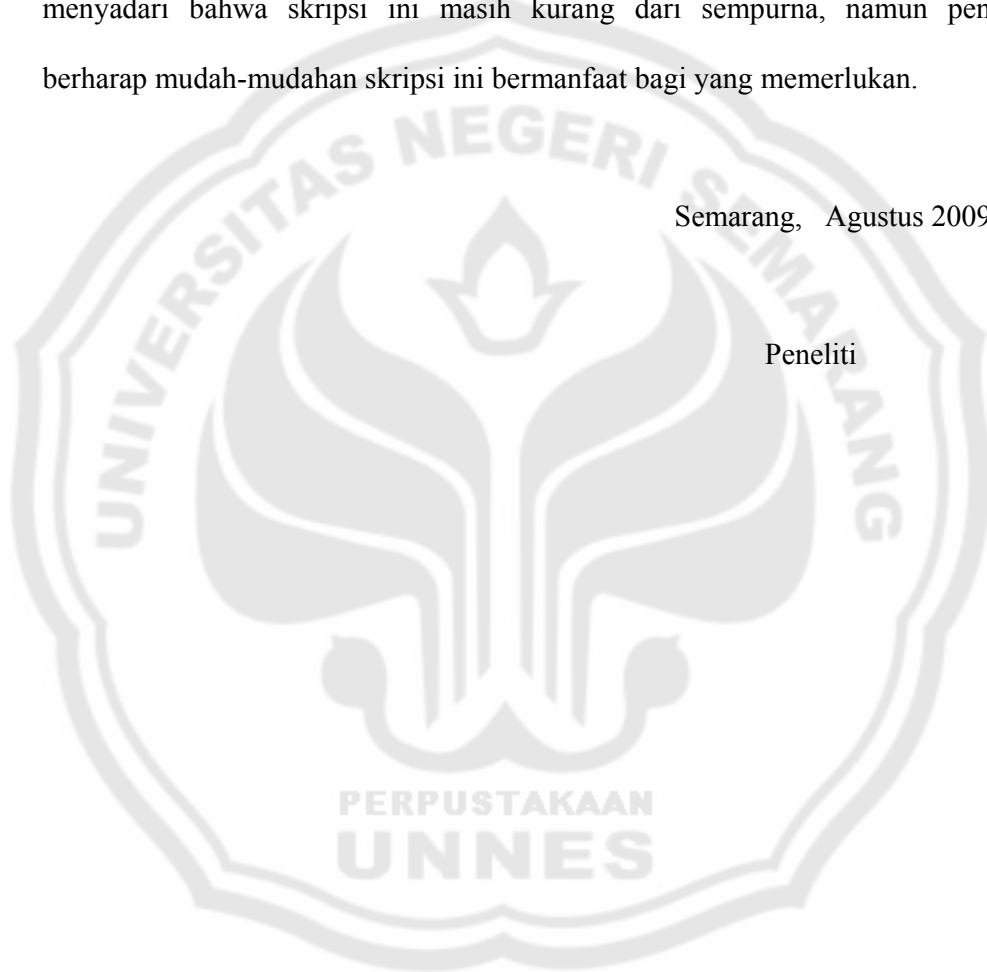 menyadari bahwa skripsi ini masih kurang dari sempurna, namun pen
berharap mudah-mudahan skripsi ini bermanfaat bagi yang memerlukan.
UNIVERSITAS NEGERI SEMARANG
Semarang, Agustus 2009
Peneliti
PERPUSTAKAAN
UNNES